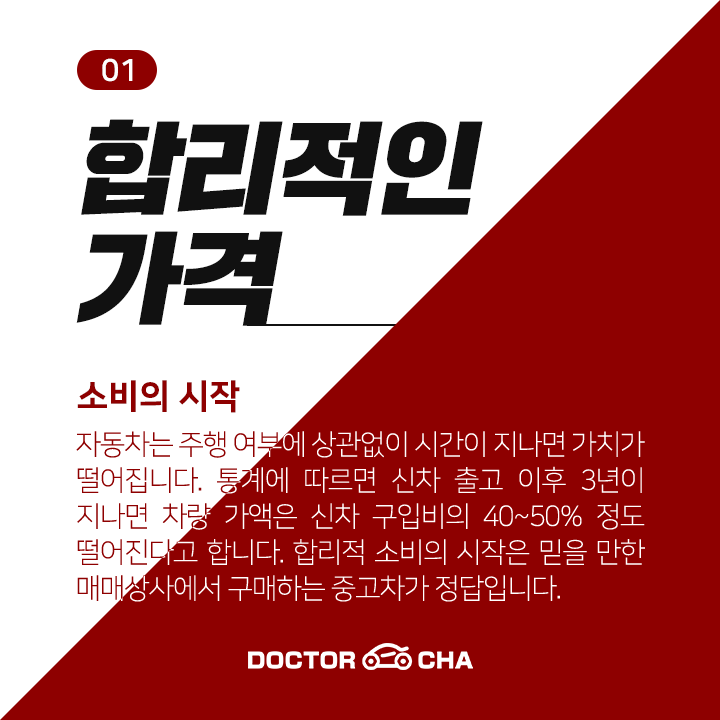 01
합리적인
가격
소비의 시작
자동차는 주행 여부에 상관없이 시간이 지나면 가치가
떨어집니다. 통계에 따르면 신차 출고 이후 3년이
지나면 차량 가액은 신차 구입비의 40~50% 정도
떨어진다고 합니다. 합리적 소비의 시작은 믿을 만한
매매상사에서 구매하는 중고차가 정답입니다.
DOCTOR CHA